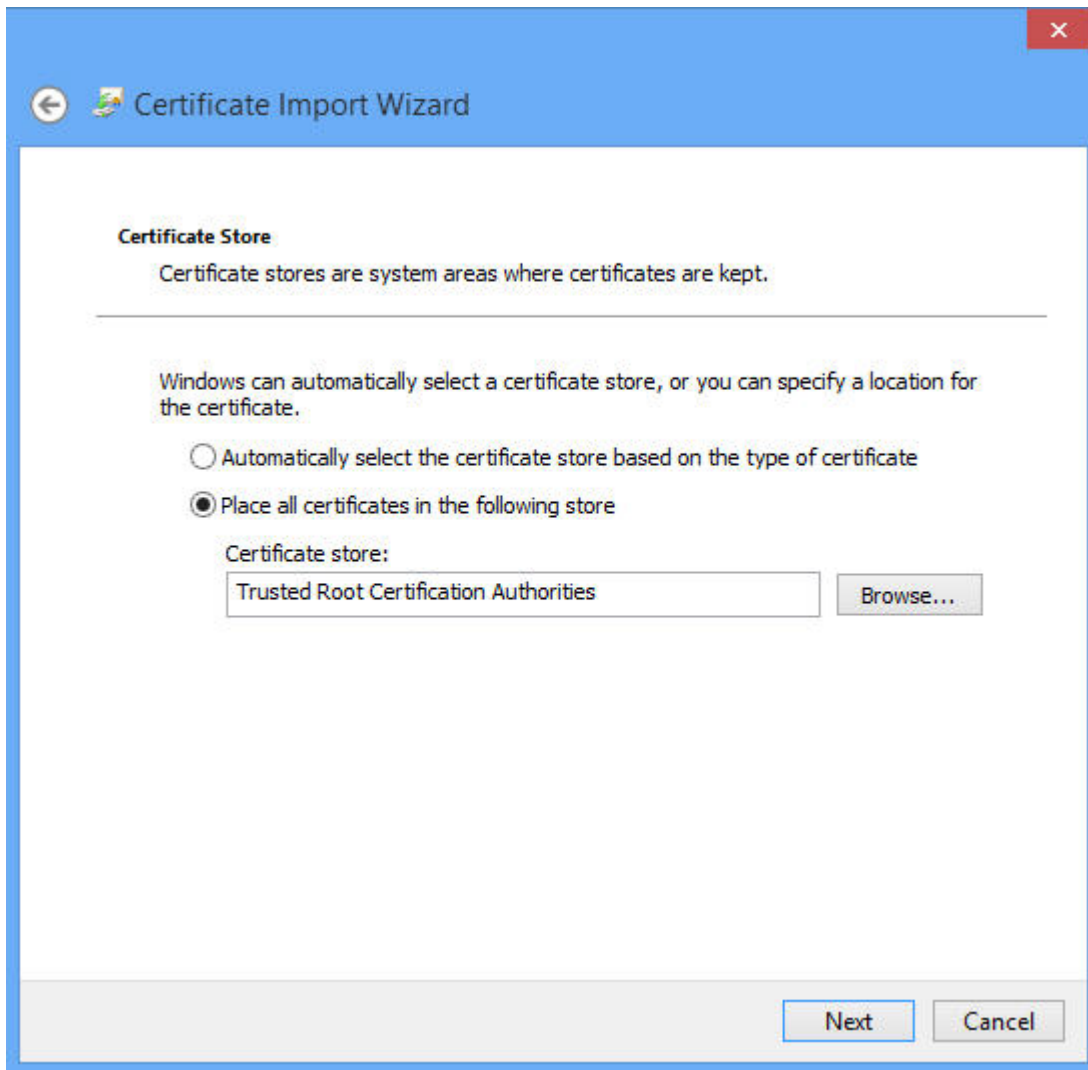 Certificate Import Wizard
Certificate Store
Certificate stores are system areas where certificates are kept.
Windows can automatically select a certificate store, or you can specify a location for
the certificate.
Automatically select the certificate store based on the type of certificate
Place all certificates in the following store
Certificate store:
Trusted Root Certification Authorities
Browse...
Next
Cancel